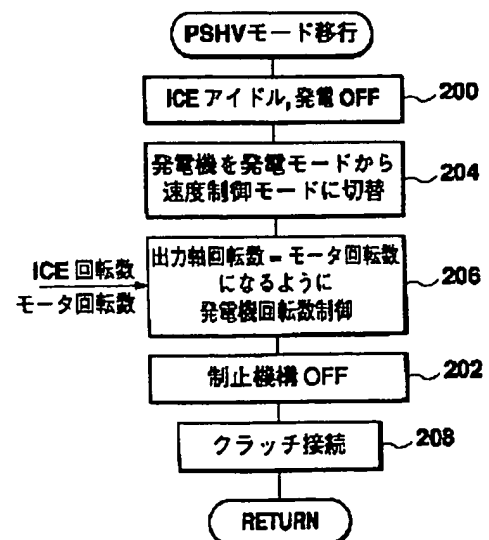 PSHVモード移行
ICE アイドル,発電 OFF
200
発電機を発電モードから
速度制御モードに切替
204
ICE 回転数
モータ回転数
出力軸回転数 = モータ回転数
になるように
発電機回転数制御
206
制止機構 OFF
202
クラッチ接続
208
RETURN